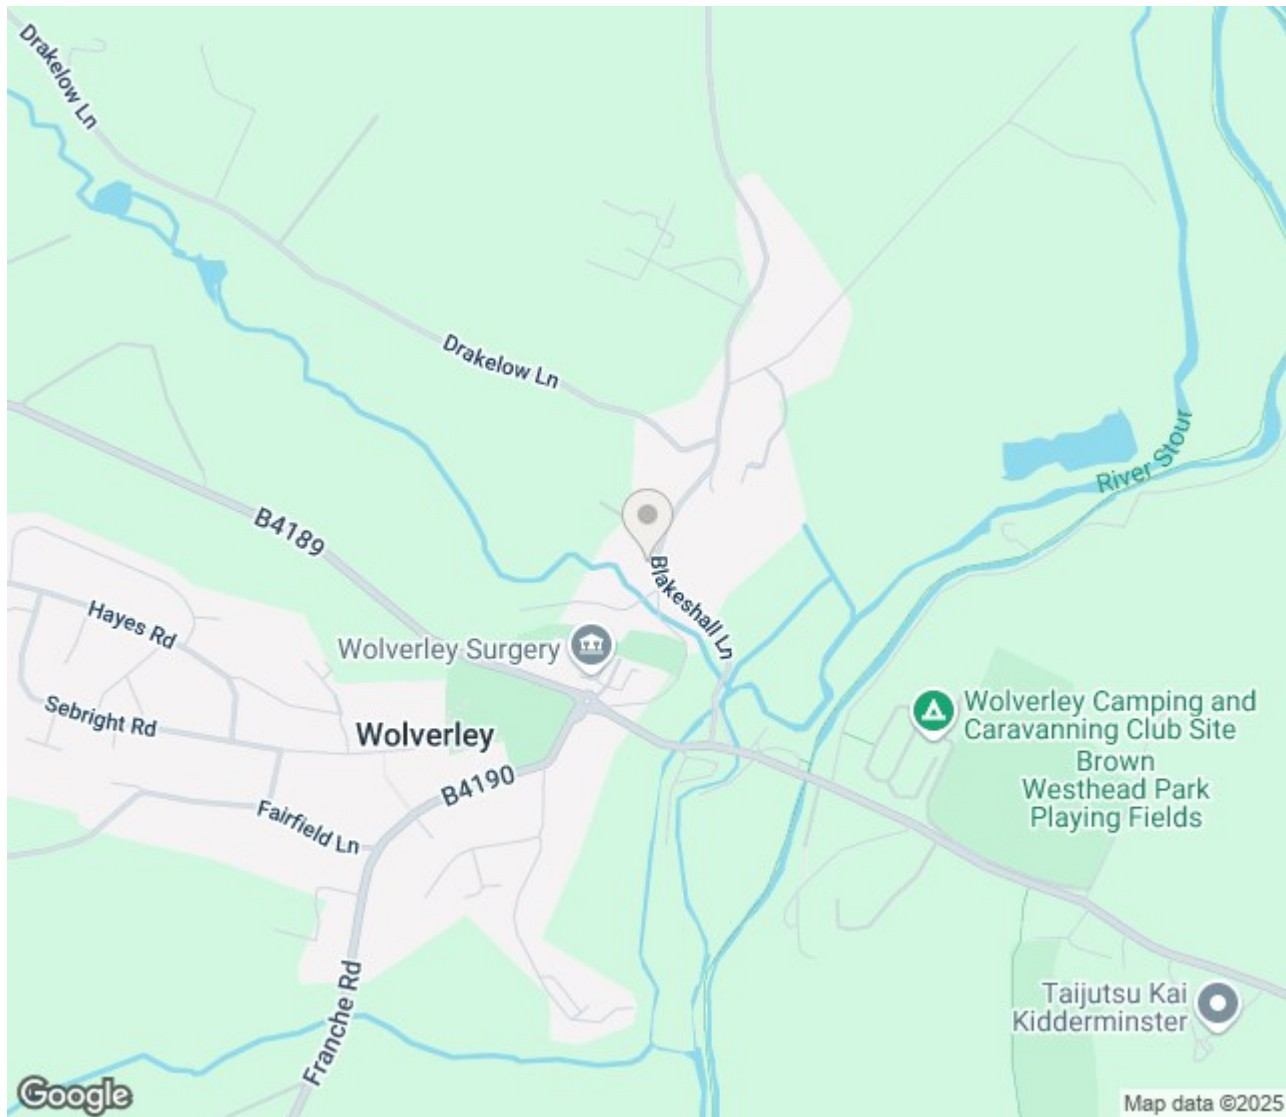 Drakelow Ln
Drakelow Ln
River Stour
B4189
Blakeshall Ln
Hayes Rd
Wolverley Surgery
Sebright Rd
Wolverley
Wolverley Camping and
Caravanning Club Site
Brown
Westhead Park
Playing Fields
B4190
Fairfield Ln
Franche Rd
Taijutsu Kai
Kidderminster
Google
Map data ©2025